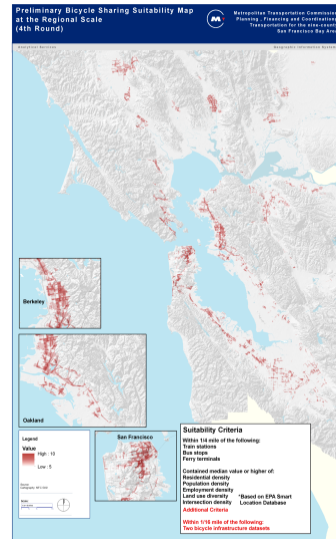 Preliminary Bicycle Sharing Suitability Map
at the Regional Scale
(4th Round)
M
Metropolitan Transportation Commission
Planning, Financing and Coordinating
Transportation for the nine-county
San Francisco Bay Area
Berkeley
Oakland
San Francisco
Legend
Value
High : 10
Low : 5
Suitability Criteria
Within 1/4 mile of the following:
Train stations
Bus stops
Ferry terminals
Contained median value or higher of:
Residential density
Population density
Employment density
Land use diversity *Based on EPA Smart
Intersection density Location Database
Additional Criteria
Within 1/16 mile of the following:
Two bicycle infrastructure datasets